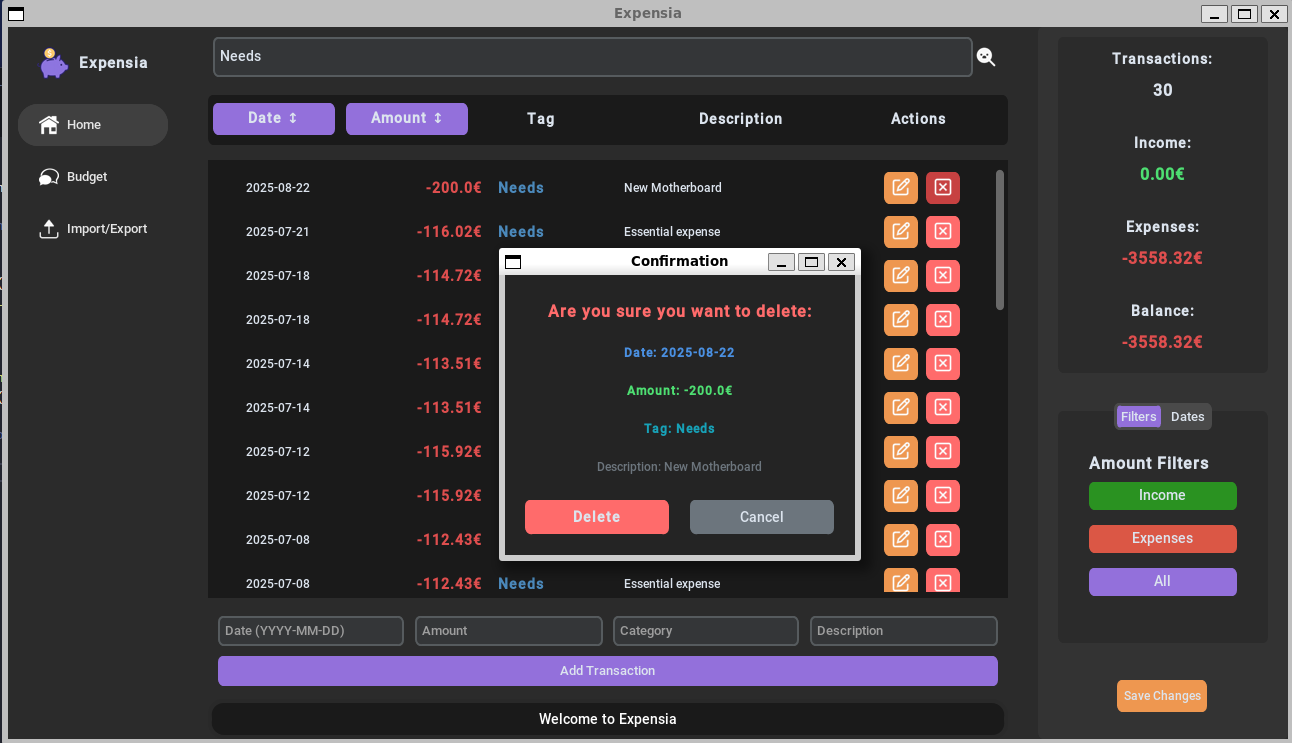 Expensia
Expensia
Home
Budget
Import/Export
Needs
Date ↕ Amount ↕ Tag Description Actions
2025-08-22 -200.0€ Needs New Motherboard
2025-07-21 -116.02€ Needs Essential expense
2025-07-18 -114.72€
2025-07-18 -114.72€
2025-07-14 -113.51€
2025-07-14 -113.51€
2025-07-12 -115.92€
2025-07-12 -115.92€
2025-07-08 -112.43€
2025-07-08 -112.43€ Needs Essential expense
Confirmation
Are you sure you want to delete:
Date: 2025-08-22
Amount: -200.0€
Tag: Needs
Description: New Motherboard
Delete Cancel
Date (YYYY-MM-DD) Amount Category Description
Add Transaction
Welcome to Expensia
Transactions:
30
Income:
0.00€
Expenses:
-3558.32€
Balance:
-3558.32€
Filters Dates
Amount Filters
Income
Expenses
All
Save Changes